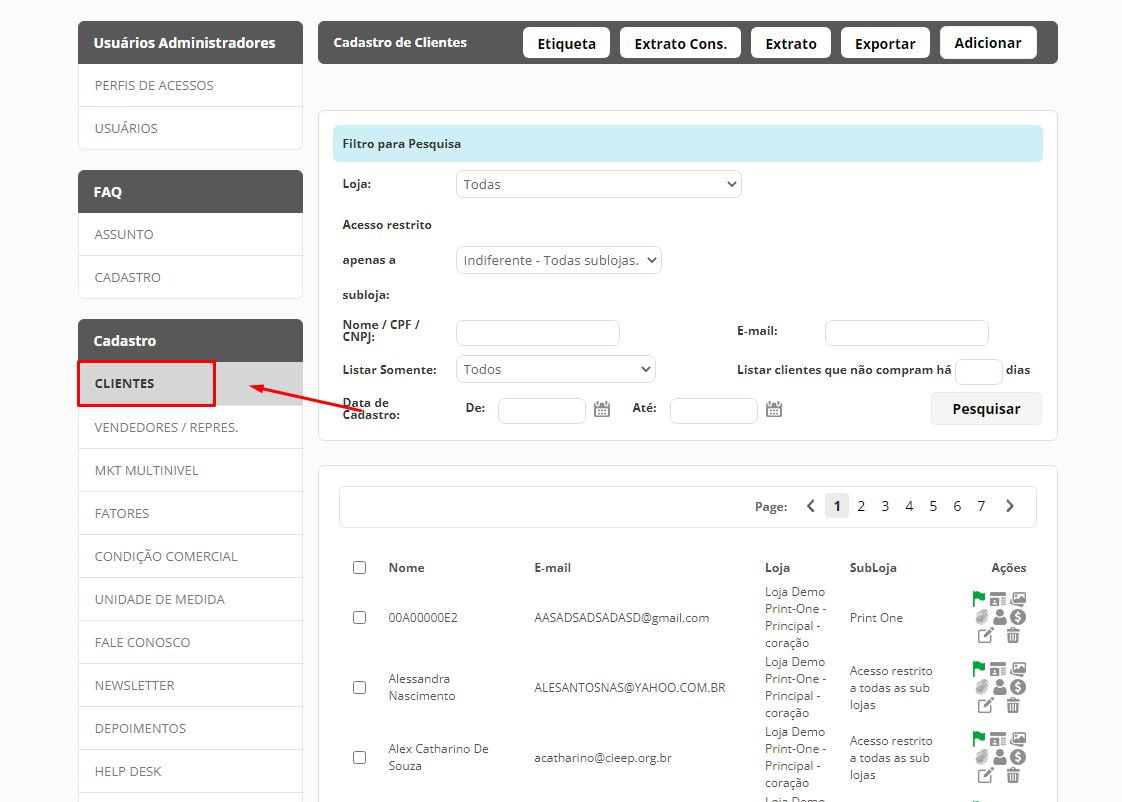 Usuários Administradores
PERFIS DE ACESSOS
USUÁRIOS
FAQ
ASSUNTO
CADASTRO
Cadastro
CLIENTES
VENDEDORES / REPRES.
MKT MULTINIVEL
FATORES
CONDIÇÃO COMERCIAL
UNIDADE DE MEDIDA
FALE CONOSCO
NEWSLETTER
DEPOIMENTOS
HELP DESK
Cadastro de Clientes
Etiqueta
Extrato Cons.
Extrato
Exportar
Adicionar
Filtro para Pesquisa
Loja:
Todas
Acesso restrito
apenas a
subloja:
Indiferente - Todas sublojas.
Nome / CPF /
CNPJ:
E-mail:
Listar Somente:
Todos
Listar clientes que não compram há
dias
Data de
Cadastro:
De:
Até:
Pesquisar
Page:
1 2 3 4 5 6 7
Nome
E-mail
Loja
SubLoja
Ações
00A00000E2
AASADSADSADASD@gmail.com
Loja Demo
Print-One -
Principal -
coração
Print One
Alessandra
Nascimento
ALESANTOSNAS@YAHOO.COM.BR
Loja Demo
Print-One -
Principal -
coração
Acesso restrito
a todas as sub
lojas
Alex Catharino De
Souza
acatharino@cieep.org.br
Loja Demo
Print-One -
Principal -
coração
Acesso restrito
a todas as sub
lojas
Loja Demo